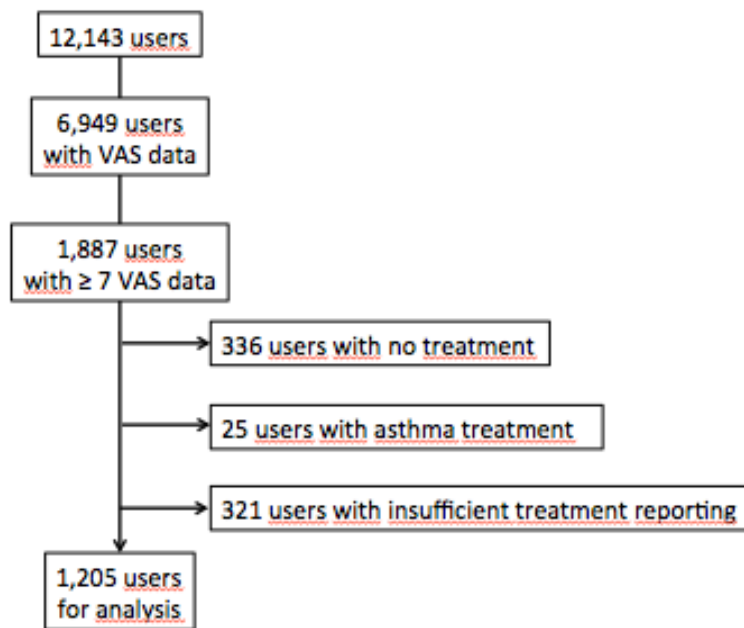 12,143 users
6,949 users
with VAS data
1,887 users
with ≥ 7 VAS data
336 users with no treatment
25 users with asthma treatment
321 users with insufficient treatment reporting
1,205 users
for analysis